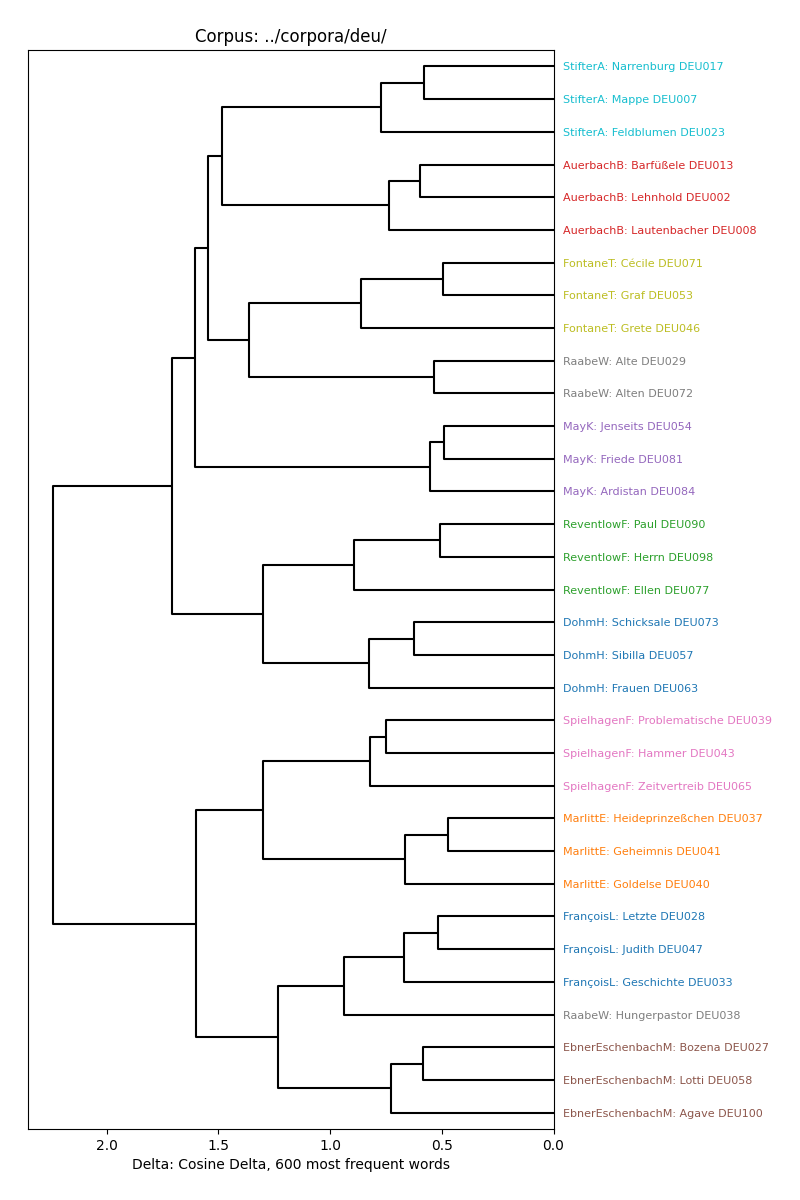 Corpus: ../corpora/deu/
StifterA: Narrenburg DEU017
StifterA: Mappe DEU007
StifterA: Feldblumen DEU023
AuerbachB: Barfüßele DEU013
AuerbachB: Lehnhold DEU002
AuerbachB: Lautenbacher DEU008
FontaneT: Cécile DEU071
FontaneT: Graf DEU053
FontaneT: Grete DEU046
RaabeW: Alte DEU029
RaabeW: Alten DEU072
MayK: Jenseits DEU054
MayK: Friede DEU081
MayK: Ardistan DEU084
ReventlowF: Paul DEU090
ReventlowF: Herrn DEU098
ReventlowF: Ellen DEU077
DohmH: Schicksale DEU073
DohmH: Sibilla DEU057
DohmH: Frauen DEU063
SpielhagenF: Problematische DEU039
SpielhagenF: Hammer DEU043
SpielhagenF: Zeitvertreib DEU065
MarlittE: Heideprinzeßchen DEU037
MarlittE: Geheimnis DEU041
MarlittE: Goldelse DEU040
FrançoisL: Letzte DEU028
FrançoisL: Judith DEU047
FrançoisL: Geschichte DEU033
RaabeW: Hungerpastor DEU038
EbnerEschenbachM: Bozena DEU027
EbnerEschenbachM: Lotti DEU058
EbnerEschenbachM: Agave DEU100
2.0 1.5 1.0 0.5 0.0
Delta: Cosine Delta, 600 most frequent words